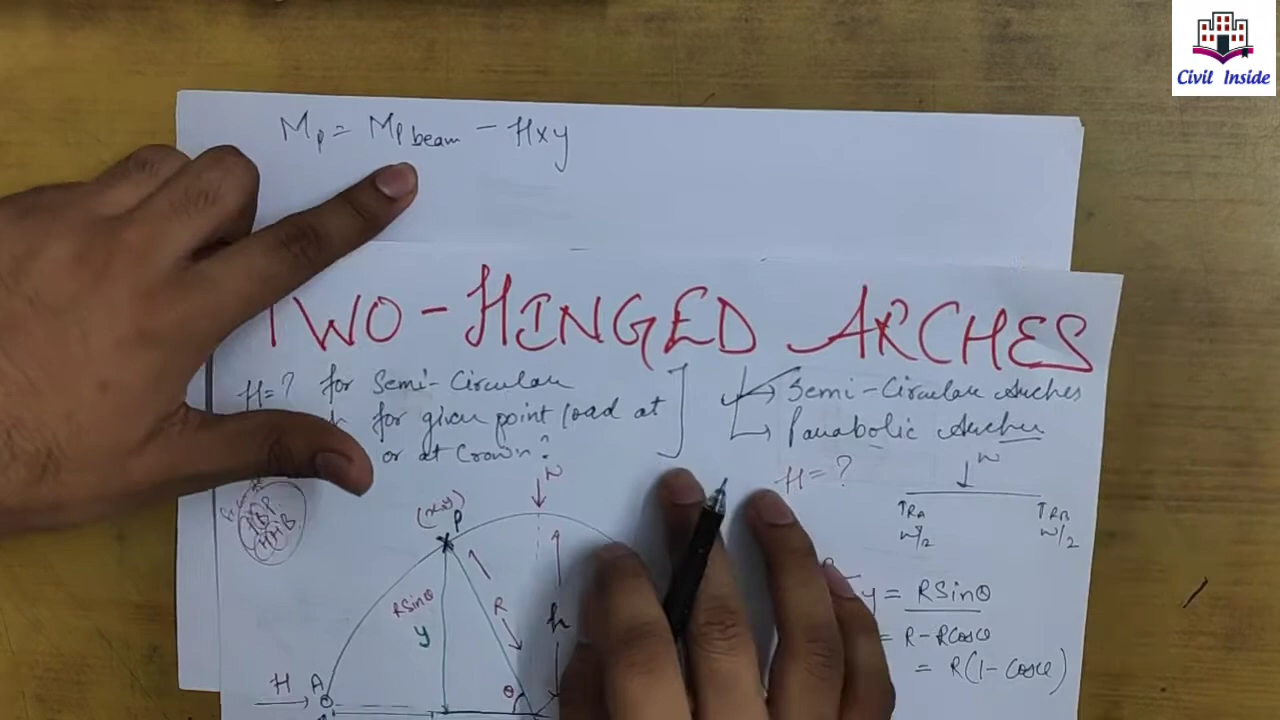 Civil Inside
Mp = Mp beam - H×y
TWO-HINGED ARCHES
H=? for Semi-Circular
for given point load at
or at Crown?
Semi-Circular Arches
Parabolic Arches
H=?
W
RA
W/2
RB
W/2
W
(x,y)
P
RSinθ
y
R
h
θ
H
A
y = RSinθ
= R-RCosθ
= R(1-Cosθ)